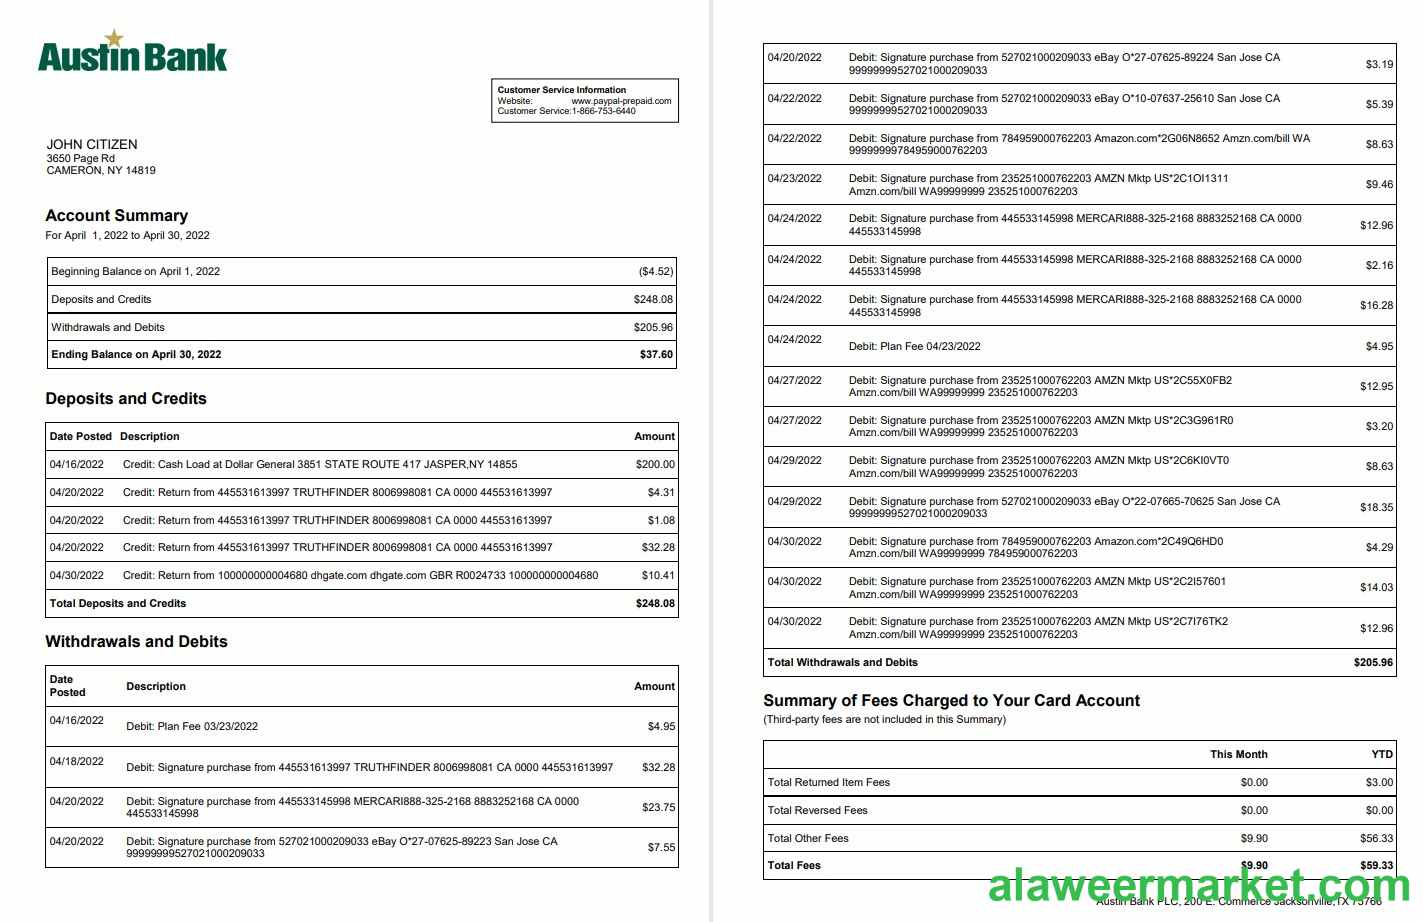 Austin Bank
Customer Service Information
Website: www.paypal-prepaid.com
Customer Service:1-866-753-6440
JOHN CITIZEN
3650 Page Rd
CAMERON, NY 14819
Account Summary
For April 1, 2022 to April 30, 2022
Beginning Balance on April 1, 2022 ($4.52)
Deposits and Credits $248.08
Withdrawals and Debits $205.96
Ending Balance on April 30, 2022 $37.60
Deposits and Credits
Date Posted Description Amount
04/16/2022 Credit: Cash Load at Dollar General 3851 STATE ROUTE 417 JASPER,NY 14855 $200.00
04/20/2022 Credit: Return from 445531613997 TRUTHFINDER 8006998081 CA 0000 445531613997 $4.31
04/20/2022 Credit: Return from 445531613997 TRUTHFINDER 8006998081 CA 0000 445531613997 $1.08
04/20/2022 Credit: Return from 445531613997 TRUTHFINDER 8006998081 CA 0000 445531613997 $32.28
04/30/2022 Credit: Return from 100000000004680 dhgate.com dhgate.com GBR R0024733 100000000004680 $10.41
Total Deposits and Credits $248.08
Withdrawals and Debits
Date
Posted Description Amount
04/16/2022 Debit: Plan Fee 03/23/2022 $4.95
04/18/2022 Debit: Signature purchase from 445531613997 TRUTHFINDER 8006998081 CA 0000 445531613997 $32.28
04/20/2022 Debit: Signature purchase from 445533145998 MERCARI888-325-2168 8883252168 CA 0000
445533145998 $23.75
04/20/2022 Debit: Signature purchase from 527021000209033 eBay O*27-07625-89223 San Jose CA
99999999527021000209033 $7.55
04/20/2022 Debit: Signature purchase from 527021000209033 eBay O*27-07625-89224 San Jose CA
99999999527021000209033 $3.19
04/22/2022 Debit: Signature purchase from 527021000209033 eBay O*10-07637-25610 San Jose CA
99999999527021000209033 $5.39
04/22/2022 Debit: Signature purchase from 784959000762203 Amazon.com*2G06N8652 Amzn.com/bill WA
99999999784959000762203 $8.63
04/23/2022 Debit: Signature purchase from 235251000762203 AMZN Mktp US*2C1OI1311
Amzn.com/bill WA99999999 235251000762203 $9.46
04/24/2022 Debit: Signature purchase from 445533145998 MERCARI888-325-2168 8883252168 CA 0000
445533145998 $12.96
04/24/2022 Debit: Signature purchase from 445533145998 MERCARI888-325-2168 8883252168 CA 0000
445533145998 $2.16
04/24/2022 Debit: Signature purchase from 445533145998 MERCARI888-325-2168 8883252168 CA 0000
445533145998 $16.28
04/24/2022 Debit: Plan Fee 04/23/2022 $4.95
04/27/2022 Debit: Signature purchase from 235251000762203 AMZN Mktp US*2C55X0FB2
Amzn.com/bill WA99999999 235251000762203 $12.95
04/27/2022 Debit: Signature purchase from 235251000762203 AMZN Mktp US*2C3G961R0
Amzn.com/bill WA99999999 235251000762203 $3.20
04/29/2022 Debit: Signature purchase from 235251000762203 AMZN Mktp US*2C6KI0VT0
Amzn.com/bill WA99999999 235251000762203 $8.63
04/29/2022 Debit: Signature purchase from 527021000209033 eBay O*22-07665-70625 San Jose CA
99999999527021000209033 $18.35
04/30/2022 Debit: Signature purchase from 784959000762203 Amazon.com*2C49Q6HD0
Amzn.com/bill WA99999999 784959000762203 $4.29
04/30/2022 Debit: Signature purchase from 235251000762203 AMZN Mktp US*2C2I57601
Amzn.com/bill WA99999999 235251000762203 $14.03
04/30/2022 Debit: Signature purchase from 235251000762203 AMZN Mktp US*2C7I76TK2
Amzn.com/bill WA99999999 235251000762203 $12.96
Total Withdrawals and Debits $205.96
Summary of Fees Charged to Your Card Account
(Third-party fees are not included in this Summary)
This Month YTD
Total Returned Item Fees $0.00 $3.00
Total Reversed Fees $0.00 $0.00
Total Other Fees $9.90 $56.33
Total Fees $9.90 $59.33
alaweermarket.com
Austin Bank PLC, 200 E. Commerce Jacksonville,TX 75766